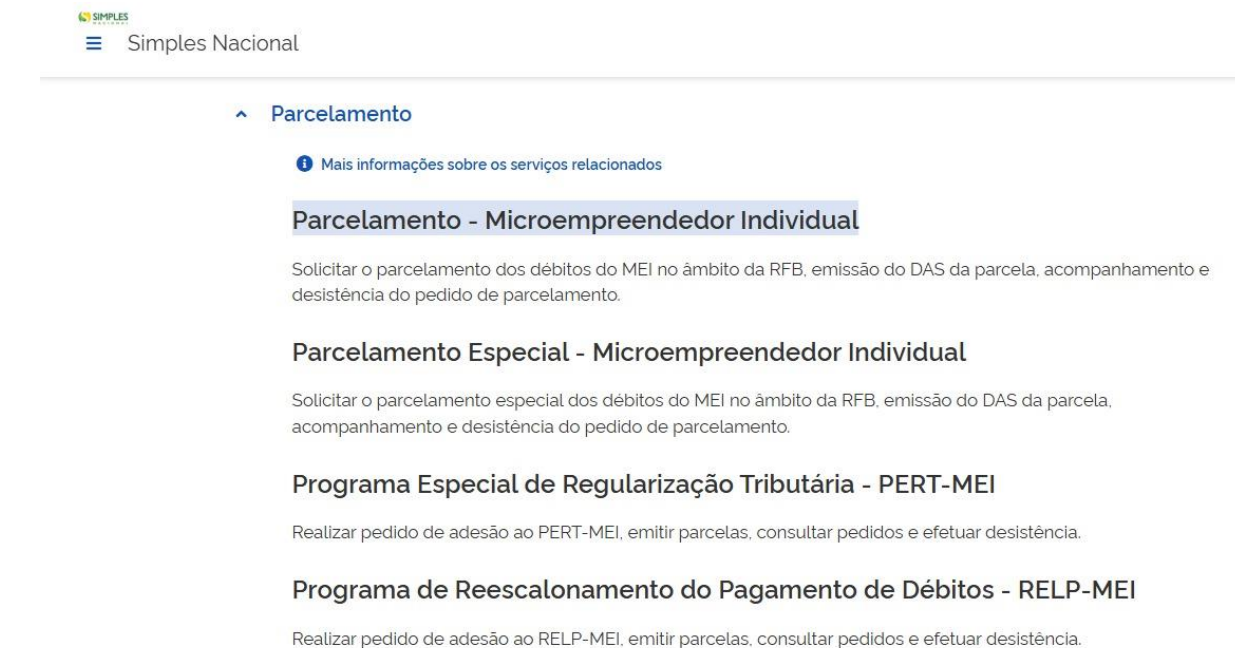 SIMPLES
NACIONAL
Simples Nacional
Parcelamento
Mais informações sobre os serviços relacionados
Parcelamento - Microempreendedor Individual
Solicitar o parcelamento dos débitos do MEI no âmbito da RFB, emissão do DAS da parcela, acompanhamento e
desistência do pedido de parcelamento.
Parcelamento Especial - Microempreendedor Individual
Solicitar o parcelamento especial dos débitos do MEI no âmbito da RFB, emissão do DAS da parcela,
acompanhamento e desistência do pedido de parcelamento.
Programa Especial de Regularização Tributária - PERT-MEI
Realizar pedido de adesão ao PERT-MEI, emitir parcelas, consultar pedidos e efetuar desistência.
Programa de Reescalonamento do Pagamento de Débitos - RELP-MEI
Realizar pedido de adesão ao RELP-MEI, emitir parcelas, consultar pedidos e efetuar desistência.